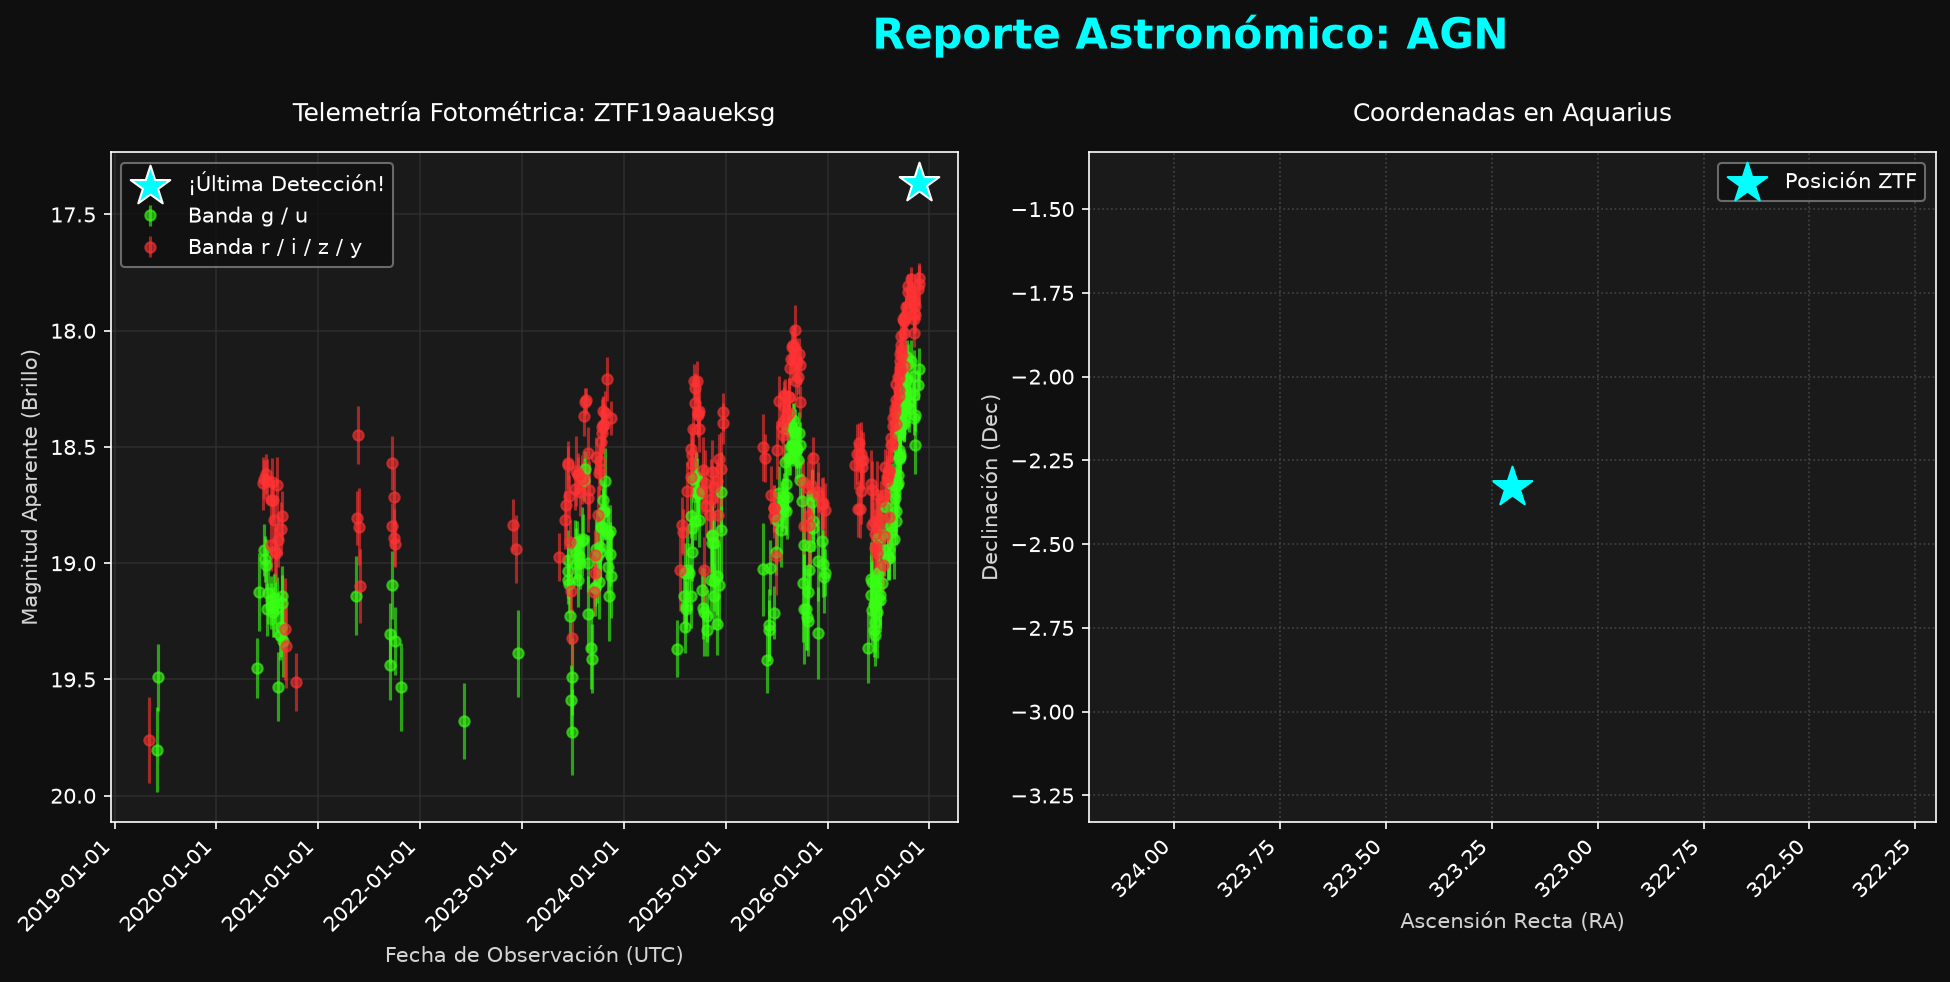 Reporte Astronómico: AGN
Telemetría Fotométrica: ZTF19aaueksg
¡Última Detección!
Banda g / u
Banda r / i / z / y
Magnitud Aparente (Brillo)
17.5
18.0
18.5
19.0
19.5
20.0
2019-01-01
2020-01-01
2021-01-01
2022-01-01
2023-01-01
2024-01-01
2025-01-01
2026-01-01
2027-01-01
Fecha de Observación (UTC)
Coordenadas en Aquarius
Posición ZTF
Declinación (Dec)
−1.50
−1.75
−2.00
−2.25
−2.50
−2.75
−3.00
−3.25
324.00
323.75
323.50
323.25
323.00
322.75
322.50
322.25
Ascensión Recta (RA)